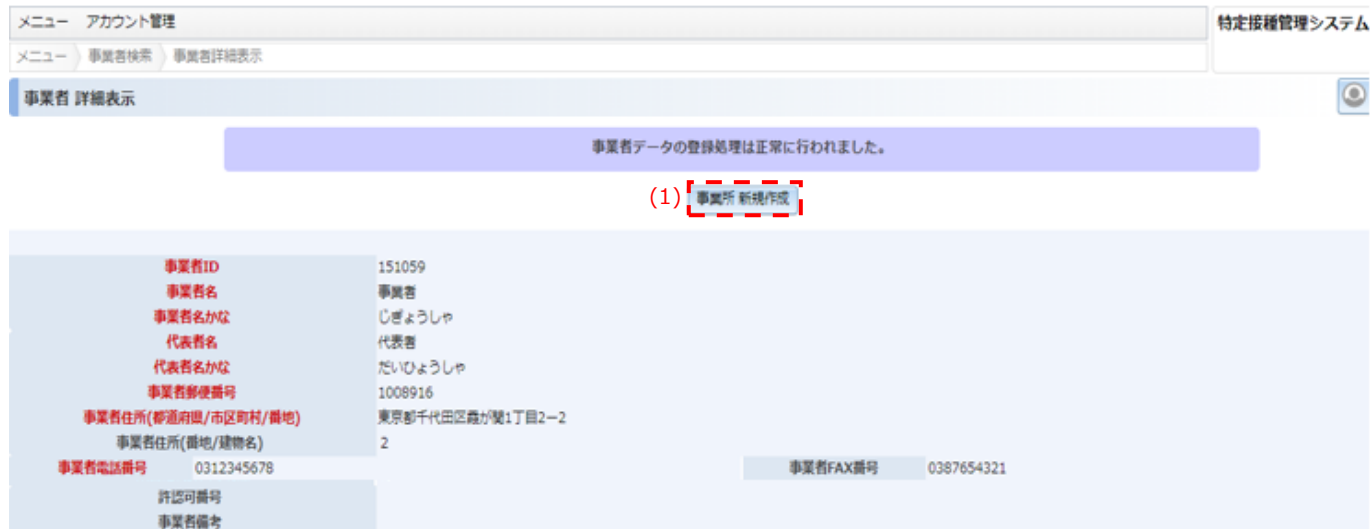 メニュー アカウント管理
特定接種管理システム
メニュー 事業者検索 事業者詳細表示
事業者 詳細表示
事業者データの登録処理は正常に行われました。
(1) 事業所 新規作成
事業者ID 151059
事業者名 事業者
事業者名かな じぎょうしゃ
代表者名 代表者
代表者名かな だいひょうしゃ
事業者郵便番号 1008916
事業者住所(都道府県/市区町村/番地) 東京都千代田区霞が関1丁目2ー2
事業者住所(番地/建物名) 2
事業者電話番号 0312345678 事業者FAX番号 0387654321
許認可番号
事業者備考